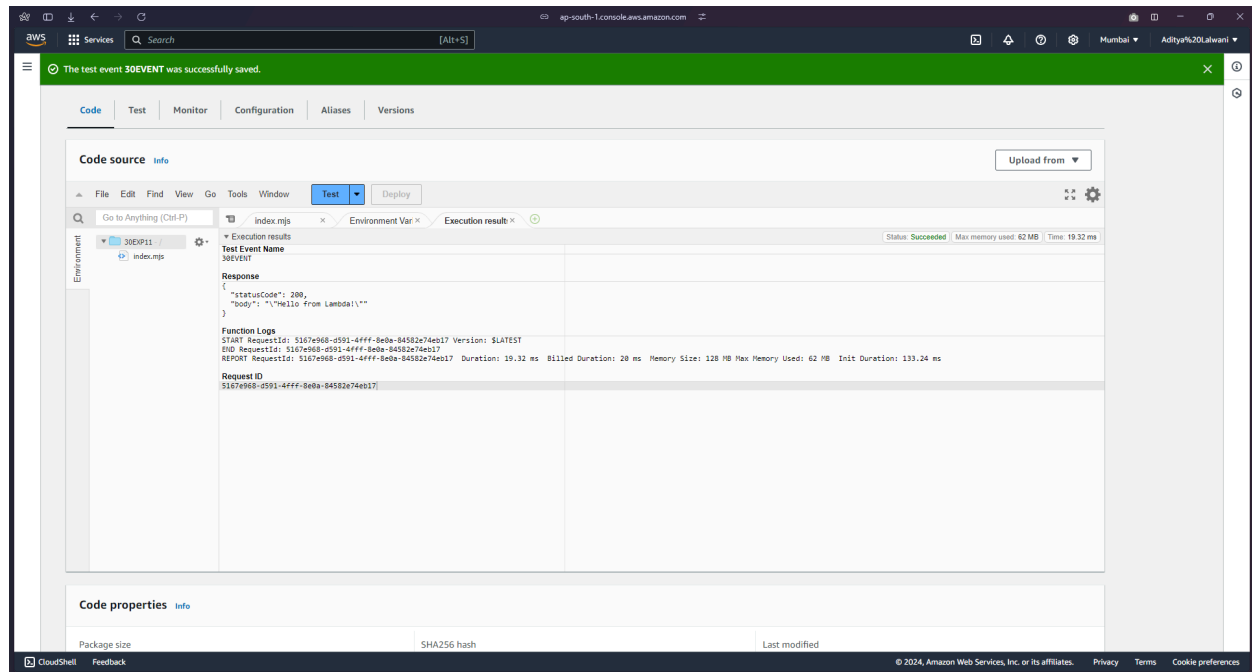 ap-south-1.console.aws.amazon.com
aws Services Search [Alt+S] Mumbai ▼ Aditya%20Lalwani ▼
The test event 30EVENT was successfully saved.
Code Test Monitor Configuration Aliases Versions
Code source Info Upload from ▼
File Edit Find View Go Tools Window Test Deploy
Go to Anything (Ctrl-P) index.mjs × Environment Var × Execution results ×
Environment
30EXP11 /
index.mjs
▼ Execution results Status: Succeeded Max memory used: 62 MB Time: 19.32 ms
Test Event Name
30EVENT
Response
{
"statusCode": 200,
"body": "\"Hello from Lambda!\""
}
Function Logs
START RequestId: 5167e968-d591-4fff-8e0a-84582e74eb17 Version: $LATEST
END RequestId: 5167e968-d591-4fff-8e0a-84582e74eb17
REPORT RequestId: 5167e968-d591-4fff-8e0a-84582e74eb17 Duration: 19.32 ms Billed Duration: 20 ms Memory Size: 128 MB Max Memory Used: 62 MB Init Duration: 133.24 ms
Request ID
5167e968-d591-4fff-8e0a-84582e74eb17
Code properties Info
Package size SHA256 hash Last modified
CloudShell Feedback © 2024, Amazon Web Services, Inc. or its affiliates. Privacy Terms Cookie preferences